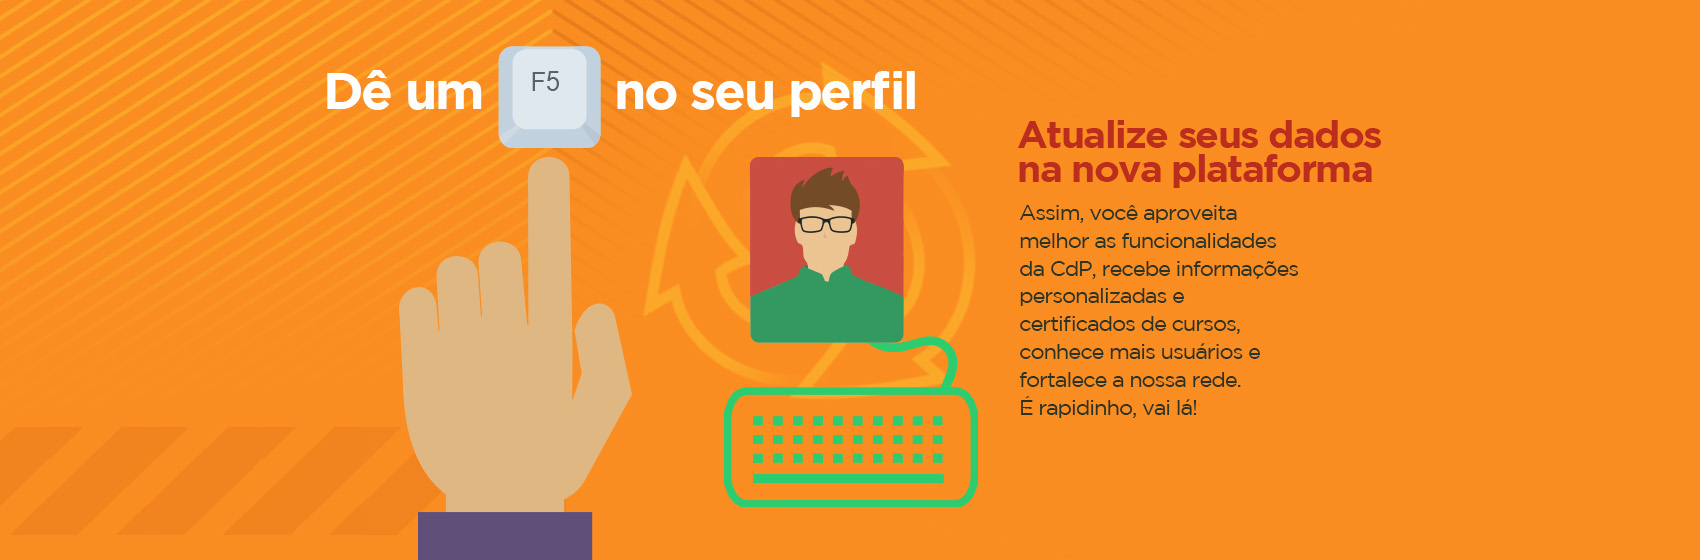 Dê um F5 no seu perfil
Atualize seus dados
na nova plataforma
Assim, você aproveita
melhor as funcionalidades
da CdP, recebe informações
personalizadas e
certificados de cursos,
conhece mais usuários e
fortalece a nossa rede.
É rapidinho, vai lá!